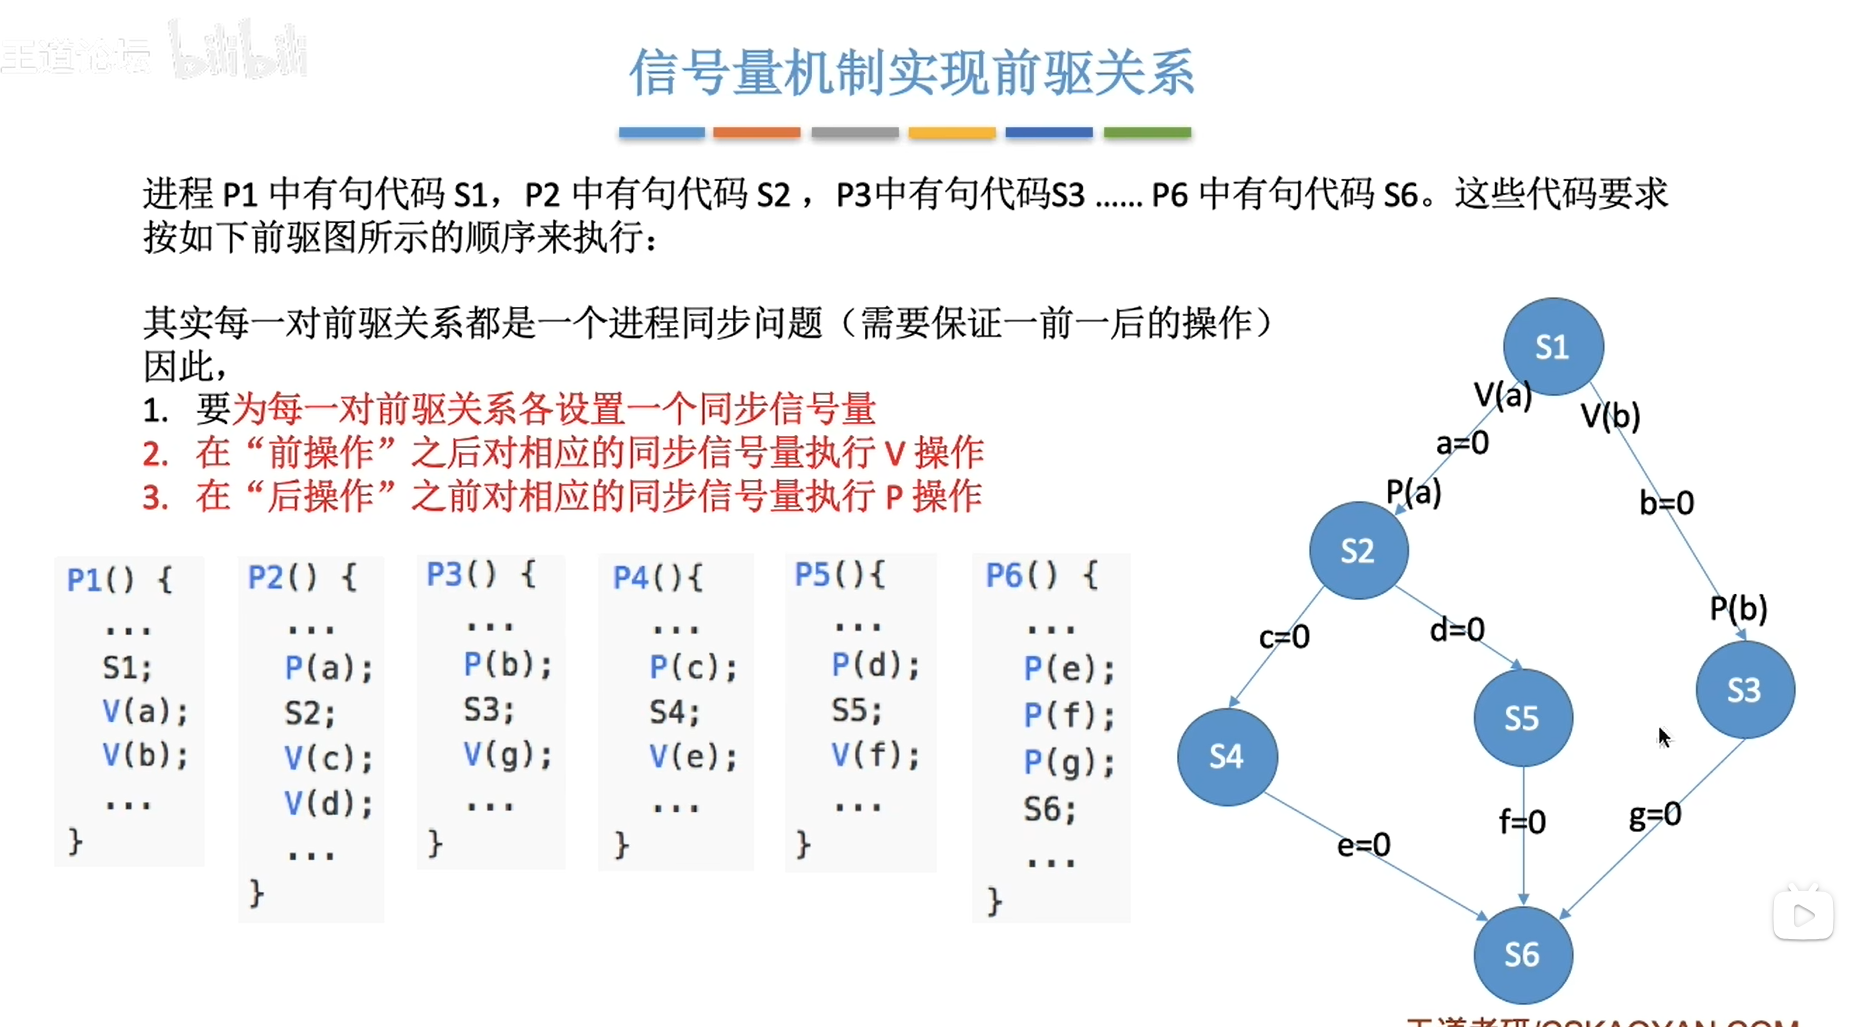 王道论坛 bilibili
信号量机制实现前驱关系
进程 P1 中有句代码 S1，P2 中有句代码 S2 ，P3中有句代码S3 …… P6 中有句代码 S6。这些代码要求
按如下前驱图所示的顺序来执行：
其实每一对前驱关系都是一个进程同步问题（需要保证一前一后的操作）
因此，
1. 要为每一对前驱关系各设置一个同步信号量
2. 在“前操作”之后对相应的同步信号量执行 V 操作
3. 在“后操作”之前对相应的同步信号量执行 P 操作
P1() {
...
S1;
V(a);
V(b);
...
}
P2() {
...
P(a);
S2;
V(c);
V(d);
...
}
P3() {
...
P(b);
S3;
V(g);
...
}
P4(){
...
P(c);
S4;
V(e);
...
}
P5(){
...
P(d);
S5;
V(f);
...
}
P6() {
...
P(e);
P(f);
P(g);
S6;
...
}
S1
V(a)
V(b)
a=0
P(a)
b=0
S2
P(b)
c=0
d=0
S3
S5
S4
f=0
g=0
e=0
S6
王道考研/CSKAOYAN.COM